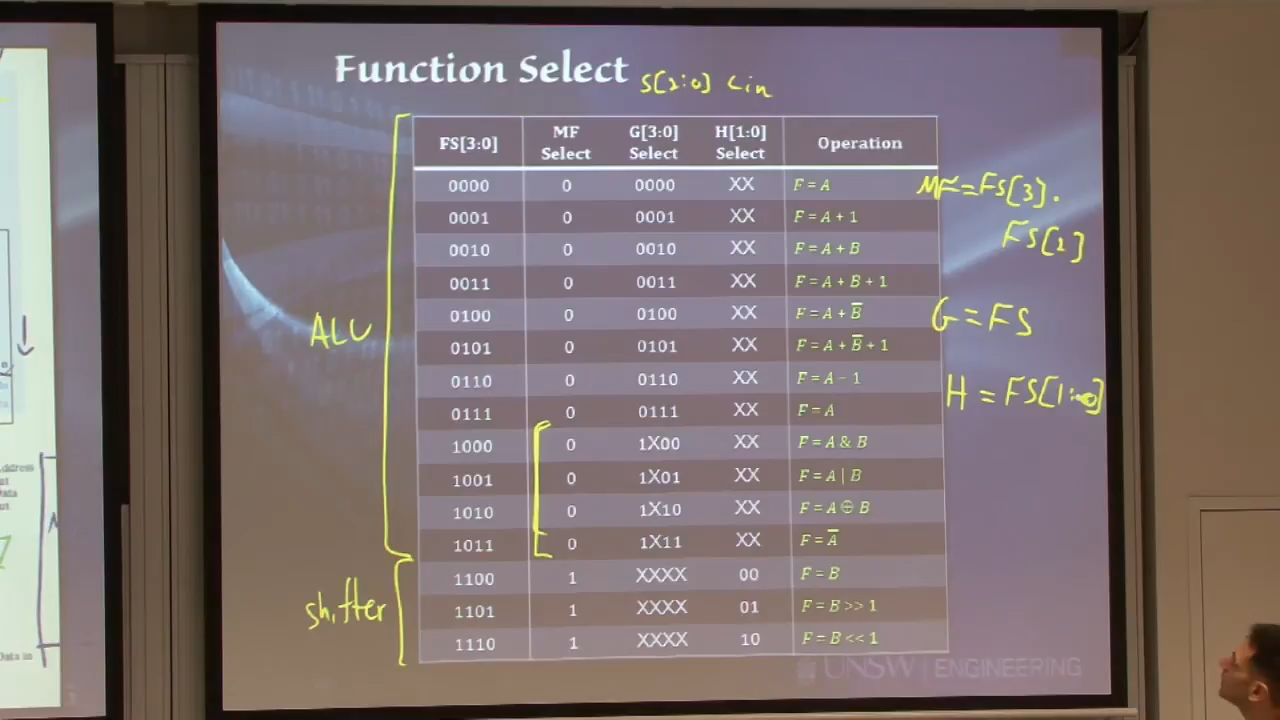 Function Select
S[2:0] Cin
FS[3:0] MF Select G[3:0] Select H[1:0] Select Operation
0000 0 0000 XX F = A
0001 0 0001 XX F = A + 1
0010 0 0010 XX F = A + B
0011 0 0011 XX F = A + B + 1
0100 0 0100 XX F = A + B̅
0101 0 0101 XX F = A + B̅ + 1
0110 0 0110 XX F = A − 1
0111 0 0111 XX F = A
1000 0 1X00 XX F = A & B
1001 0 1X01 XX F = A | B
1010 0 1X10 XX F = A ⊕ B
1011 0 1X11 XX F = A̅
1100 1 XXXX 00 F = B
1101 1 XXXX 01 F = B >> 1
1110 1 XXXX 10 F = B << 1
ALU
shifter
MF = FS[3].
FS[2]
G = FS
H = FS[1:0]
UNSW ENGINEERING
Address
Data
Data in